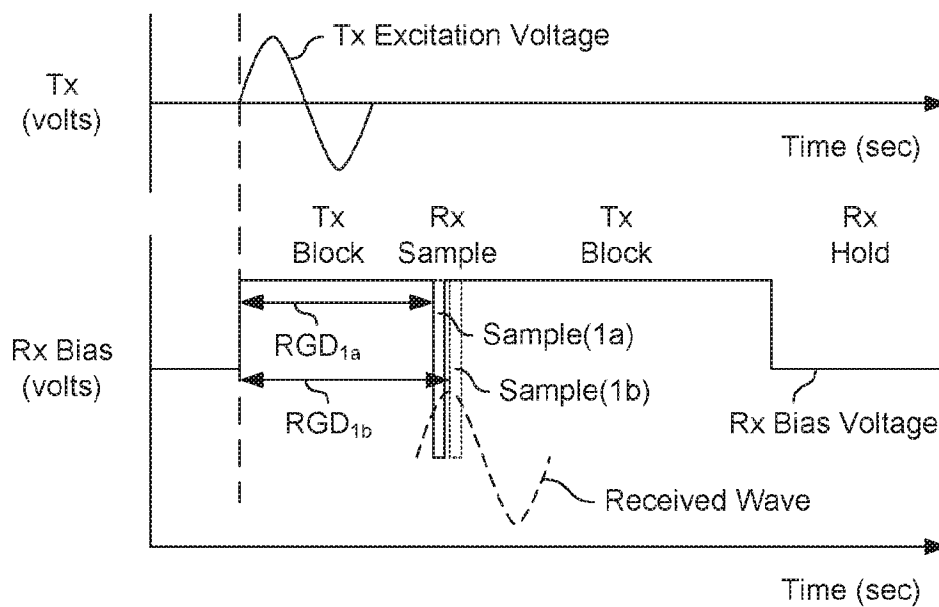 Tx Excitation Voltage
Tx
(volts)
Time (sec)
Tx
Block
Rx
Sample
Tx
Block
Rx
Hold
RGD1a
Sample(1a)
Rx Bias
(volts)
Sample(1b)
RGD1b
Rx Bias Voltage
Received Wave
Time (sec)